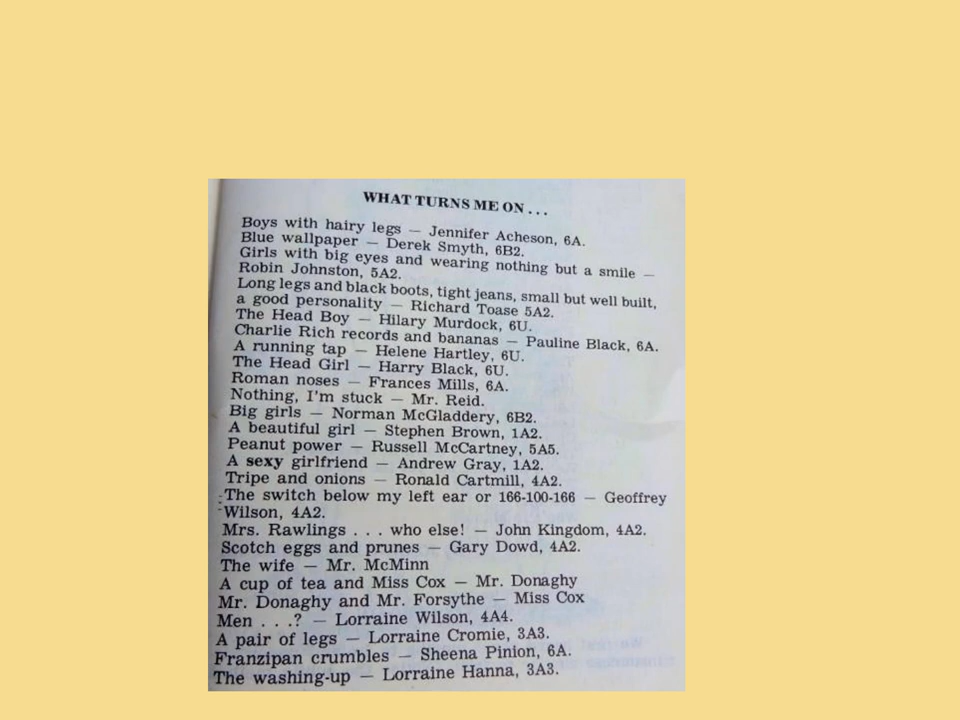 WHAT TURNS ME ON . . .
Boys with hairy legs — Jennifer Acheson, 6A.
Blue wallpaper — Derek Smyth, 6B2.
Girls with big eyes and wearing nothing but a smile —
Robin Johnston, 5A2.
Long legs and black boots, tight jeans, small but well built,
a good personality — Richard Toase 5A2.
The Head Boy — Hilary Murdock, 6U.
Charlie Rich records and bananas — Pauline Black, 6A.
A running tap — Helene Hartley, 6U.
The Head Girl — Harry Black, 6U.
Roman noses — Frances Mills, 6A.
Nothing, I'm stuck — Mr. Reid.
Big girls — Norman McGladdery, 6B2.
A beautiful girl — Stephen Brown, 1A2.
Peanut power — Russell McCartney, 5A5.
A sexy girlfriend — Andrew Gray, 1A2.
Tripe and onions — Ronald Cartmill, 4A2.
The switch below my left ear or 166-100-166 — Geoffrey
Wilson, 4A2.
Mrs. Rawlings . . . who else! — John Kingdom, 4A2.
Scotch eggs and prunes — Gary Dowd, 4A2.
The wife — Mr. McMinn
A cup of tea and Miss Cox — Mr. Donaghy
Mr. Donaghy and Mr. Forsythe — Miss Cox
Men . . .? — Lorraine Wilson, 4A4.
A pair of legs — Lorraine Cromie, 3A3.
Franzipan crumbles — Sheena Pinion, 6A.
The washing-up — Lorraine Hanna, 3A3.